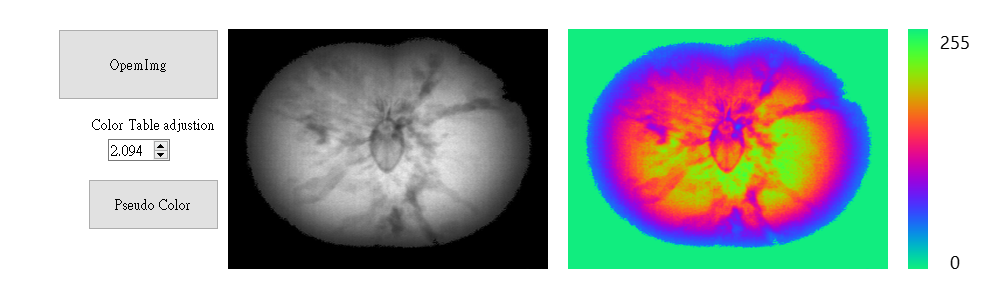 OpemImg
Color Table adjustion
2.094
Pseudo Color
255
0